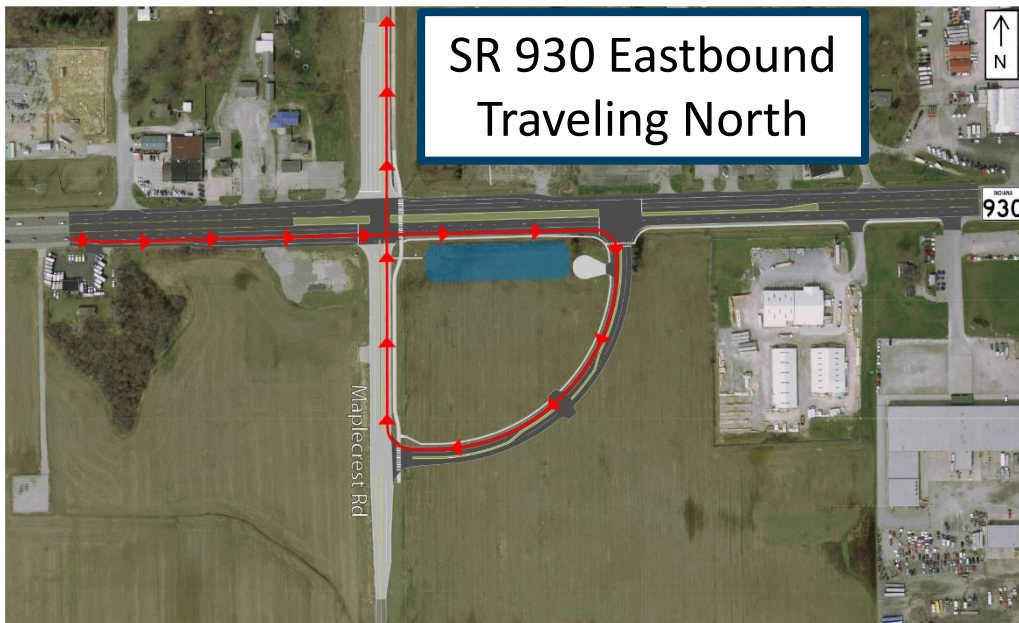 SR 930 Eastbound
Traveling North
N
INDIANA
930
Maplecrest Rd